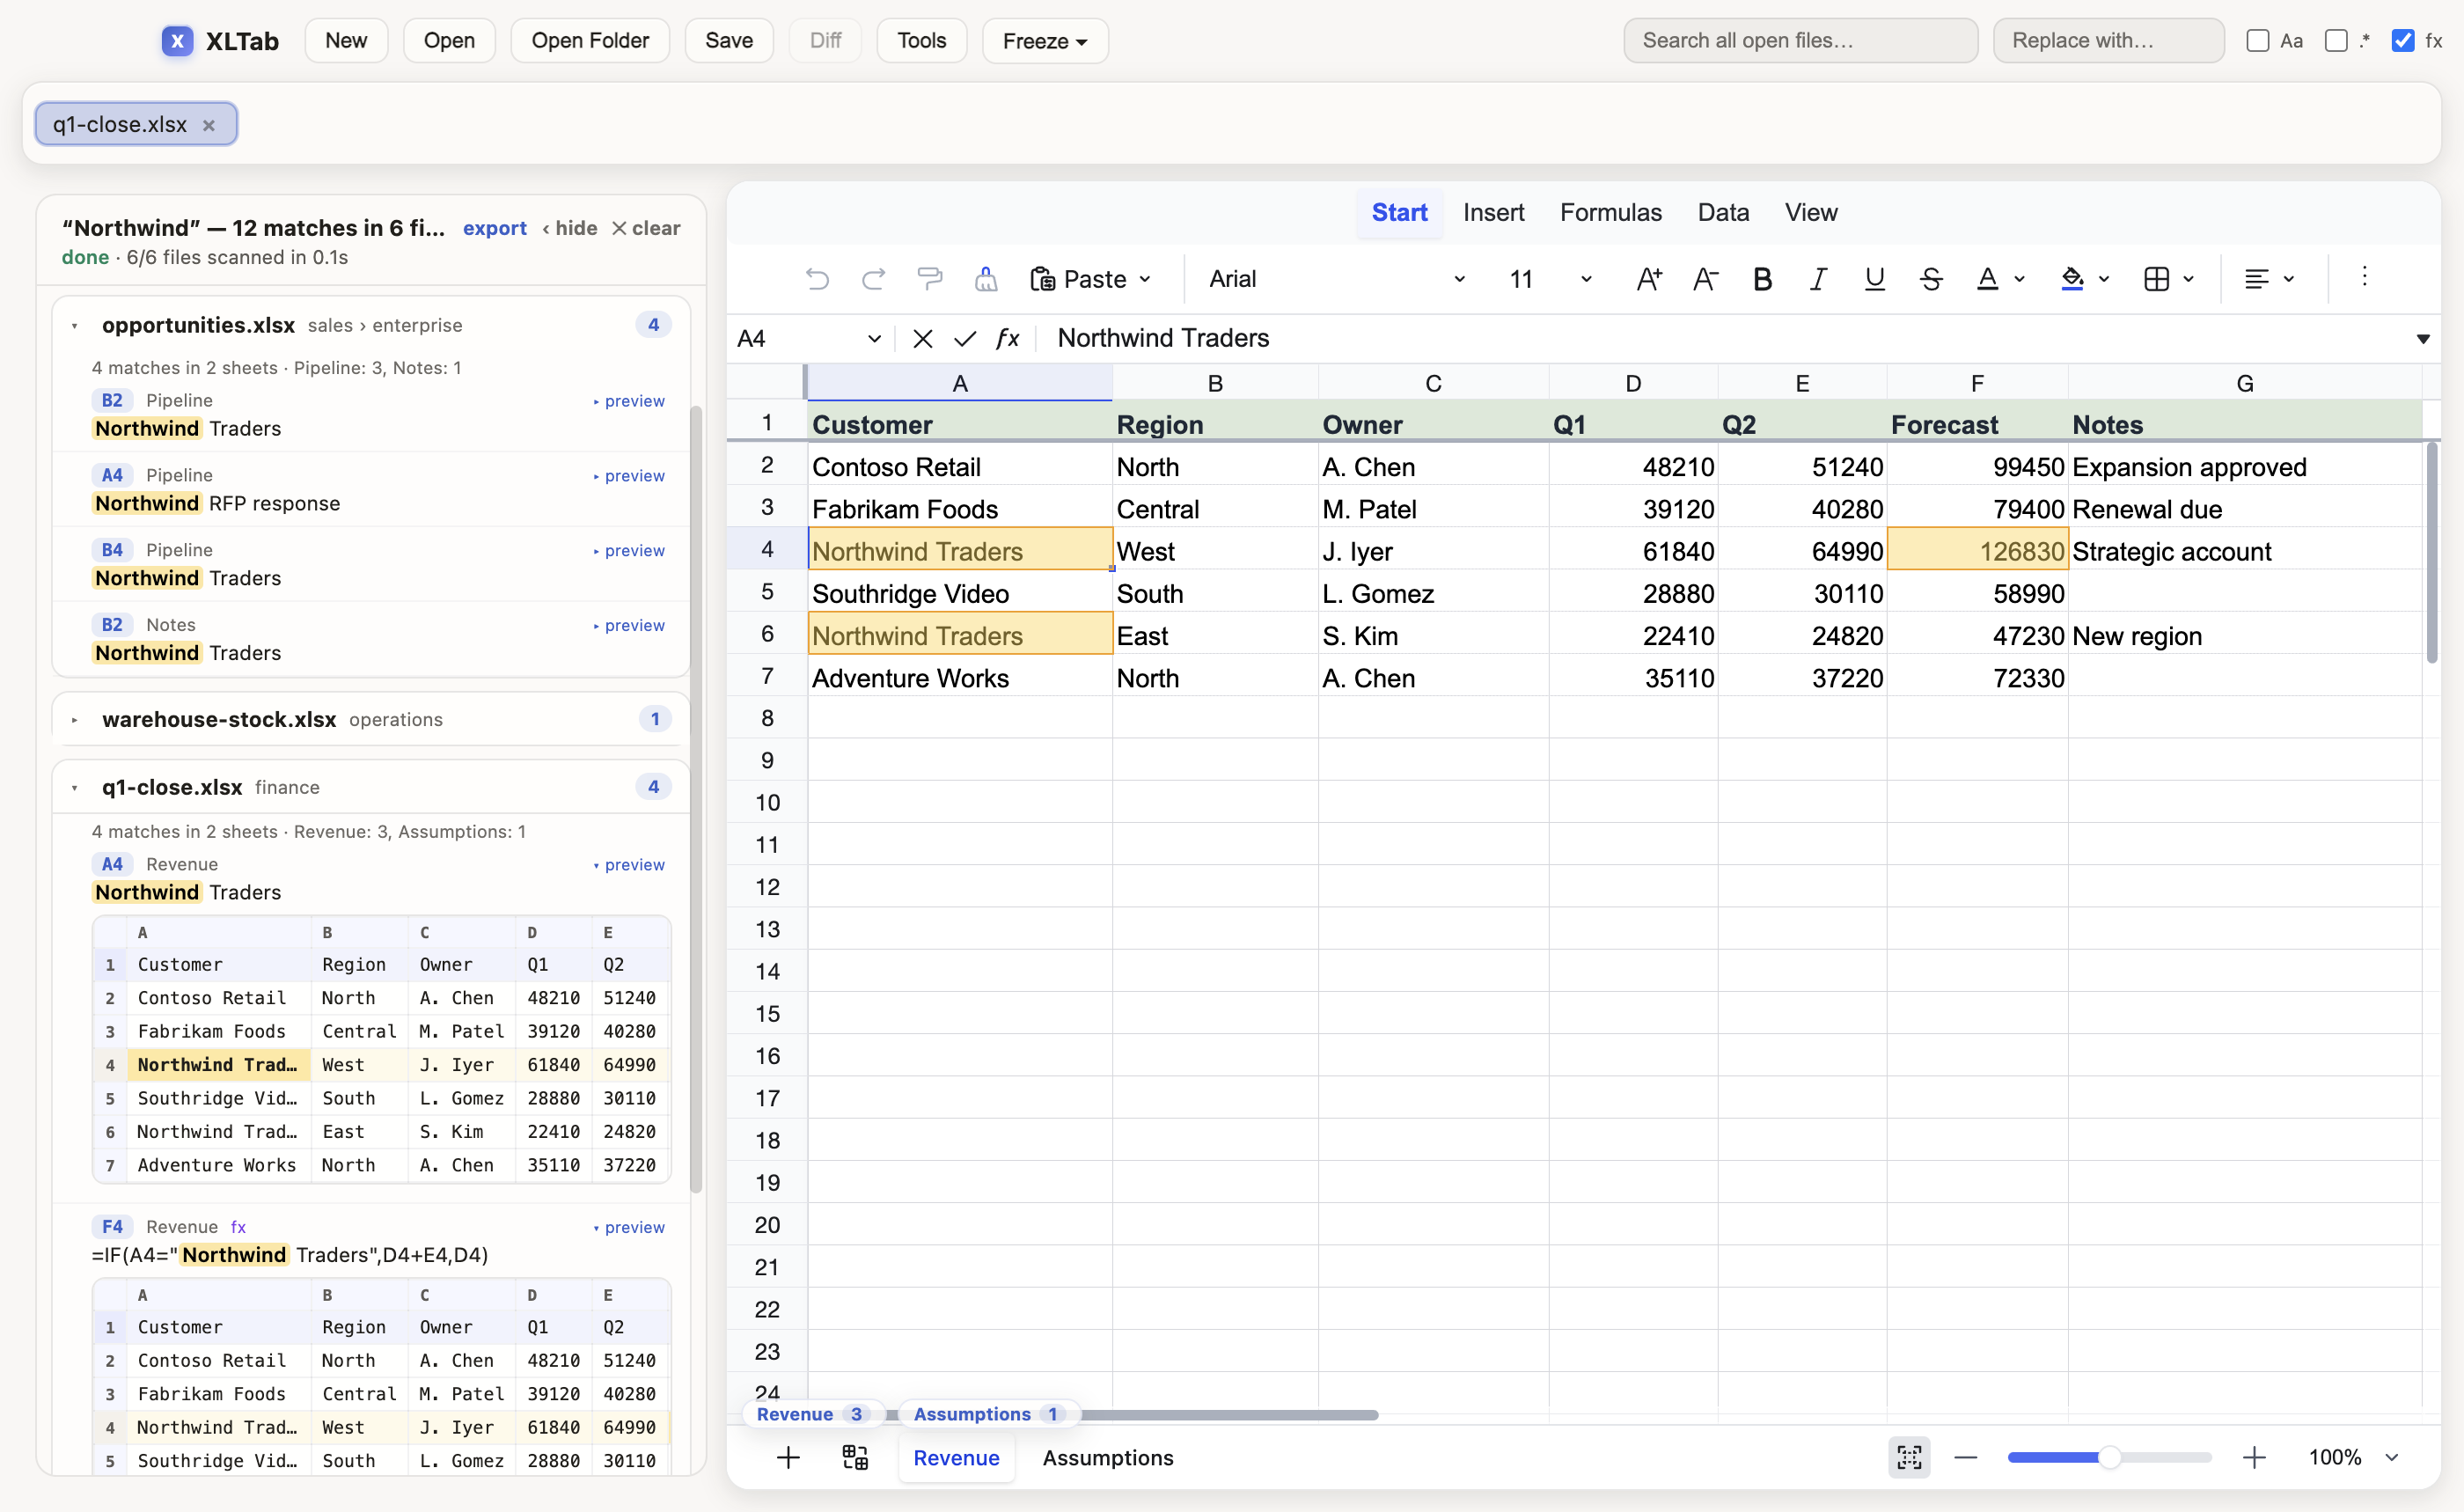 X XLTab New Open Open Folder Save Diff Tools Freeze Search all open files… Replace with… Aa .* fx
q1-close.xlsx ×
“Northwind” — 12 matches in 6 fi… export ‹ hide × clear
done · 6/6 files scanned in 0.1s
opportunities.xlsx sales › enterprise 4
4 matches in 2 sheets · Pipeline: 3, Notes: 1
B2 Pipeline preview
Northwind Traders
A4 Pipeline preview
Northwind RFP response
B4 Pipeline preview
Northwind Traders
B2 Notes preview
Northwind Traders
warehouse-stock.xlsx operations 1
q1-close.xlsx finance 4
4 matches in 2 sheets · Revenue: 3, Assumptions: 1
A4 Revenue preview
Northwind Traders
A B C D E
1 Customer Region Owner Q1 Q2
2 Contoso Retail North A. Chen 48210 51240
3 Fabrikam Foods Central M. Patel 39120 40280
4 Northwind Trad… West J. Iyer 61840 64990
5 Southridge Vid… South L. Gomez 28880 30110
6 Northwind Trad… East S. Kim 22410 24820
7 Adventure Works North A. Chen 35110 37220
F4 Revenue fx preview
=IF(A4="Northwind Traders",D4+E4,D4)
A B C D E
1 Customer Region Owner Q1 Q2
2 Contoso Retail North A. Chen 48210 51240
3 Fabrikam Foods Central M. Patel 39120 40280
4 Northwind Trad… West J. Iyer 61840 64990
5 Southridge Vid… South L. Gomez 28880 30110
Start Insert Formulas Data View
Paste Arial 11 A+ A- B I U S A
A4 fx Northwind Traders
A B C D E F G
1 Customer Region Owner Q1 Q2 Forecast Notes
2 Contoso Retail North A. Chen 48210 51240 99450 Expansion approved
3 Fabrikam Foods Central M. Patel 39120 40280 79400 Renewal due
4 Northwind Traders West J. Iyer 61840 64990 126830 Strategic account
5 Southridge Video South L. Gomez 28880 30110 58990
6 Northwind Traders East S. Kim 22410 24820 47230 New region
7 Adventure Works North A. Chen 35110 37220 72330
8
9
10
11
12
13
14
15
16
17
18
19
20
21
22
23
24
Revenue 3 Assumptions 1
Revenue Assumptions 100%